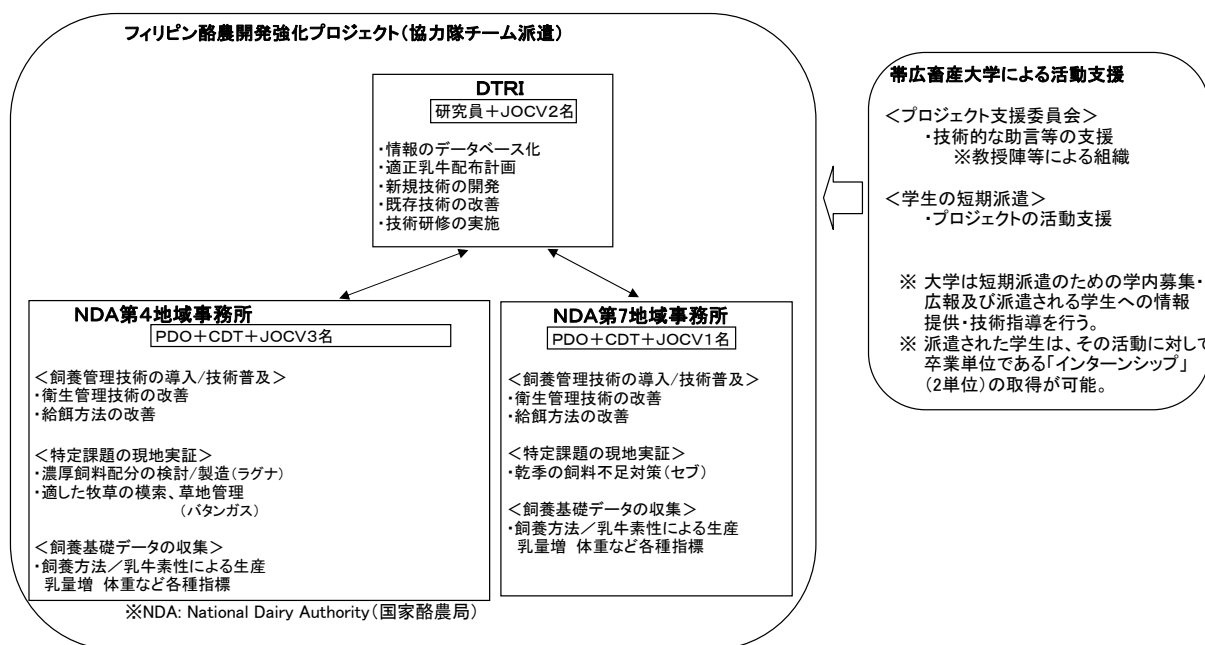 フィリピン酪農開発強化プロジェクト(協力隊チーム派遣)
DTRI
研究員+JOCV2名
・情報のデータベース化
・適正乳牛配布計画
・新規技術の開発
・既存技術の改善
・技術研修の実施
NDA第4地域事務所
PDO+CDT+JOCV3名
<飼養管理技術の導入/技術普及>
・衛生管理技術の改善
・給餌方法の改善
<特定課題の現地実証>
・濃厚飼料配分の検討/製造(ラグナ)
・適した牧草の模索、草地管理
(バタンガス)
<飼養基礎データの収集>
・飼養方法/乳牛素性による生産
乳量増 体重など各種指標
NDA第7地域事務所
PDO+CDT+JOCV1名
<飼養管理技術の導入/技術普及>
・衛生管理技術の改善
・給餌方法の改善
<特定課題の現地実証>
・乾季の飼料不足対策(セブ)
<飼養基礎データの収集>
・飼養方法/乳牛素性による生産
乳量増 体重など各種指標
※NDA: National Dairy Authority(国家酪農局)
帯広畜産大学による活動支援
<プロジェクト支援委員会>
・技術的な助言等の支援
※教授陣等による組織
<学生の短期派遣>
・プロジェクトの活動支援
※ 大学は短期派遣のための学内募集・
広報及び派遣される学生への情報
提供・技術指導を行う。
※ 派遣された学生は、その活動に対して
卒業単位である「インターンシップ」
(2単位)の取得が可能。